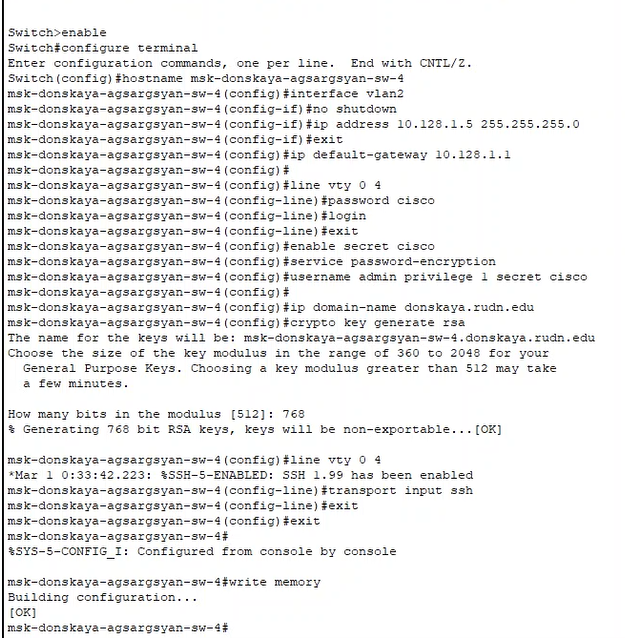 Switch>enable
Switch#configure terminal
Enter configuration commands, one per line.  End with CNTL/Z.
Switch(config)#hostname msk-donskaya-agsargsyan-sw-4
msk-donskaya-agsargsyan-sw-4(config)#interface vlan2
msk-donskaya-agsargsyan-sw-4(config-if)#no shutdown
msk-donskaya-agsargsyan-sw-4(config-if)#ip address 10.128.1.5 255.255.255.0
msk-donskaya-agsargsyan-sw-4(config-if)#exit
msk-donskaya-agsargsyan-sw-4(config)#ip default-gateway 10.128.1.1
msk-donskaya-agsargsyan-sw-4(config)#
msk-donskaya-agsargsyan-sw-4(config)#line vty 0 4
msk-donskaya-agsargsyan-sw-4(config-line)#password cisco
msk-donskaya-agsargsyan-sw-4(config-line)#login
msk-donskaya-agsargsyan-sw-4(config-line)#exit
msk-donskaya-agsargsyan-sw-4(config)#enable secret cisco
msk-donskaya-agsargsyan-sw-4(config)#service password-encryption
msk-donskaya-agsargsyan-sw-4(config)#username admin privilege 1 secret cisco
msk-donskaya-agsargsyan-sw-4(config)#
msk-donskaya-agsargsyan-sw-4(config)#ip domain-name donskaya.rudn.edu
msk-donskaya-agsargsyan-sw-4(config)#crypto key generate rsa
The name for the keys will be: msk-donskaya-agsargsyan-sw-4.donskaya.rudn.edu
Choose the size of the key modulus in the range of 360 to 2048 for your
  General Purpose Keys. Choosing a key modulus greater than 512 may take
  a few minutes.

How many bits in the modulus [512]: 768
% Generating 768 bit RSA keys, keys will be non-exportable...[OK]

msk-donskaya-agsargsyan-sw-4(config)#line vty 0 4
*Mar 1 0:33:42.223: %SSH-5-ENABLED: SSH 1.99 has been enabled
msk-donskaya-agsargsyan-sw-4(config-line)#transport input ssh
msk-donskaya-agsargsyan-sw-4(config-line)#exit
msk-donskaya-agsargsyan-sw-4(config)#exit
msk-donskaya-agsargsyan-sw-4#
%SYS-5-CONFIG_I: Configured from console by console

msk-donskaya-agsargsyan-sw-4#write memory
Building configuration...
[OK]
msk-donskaya-agsargsyan-sw-4#